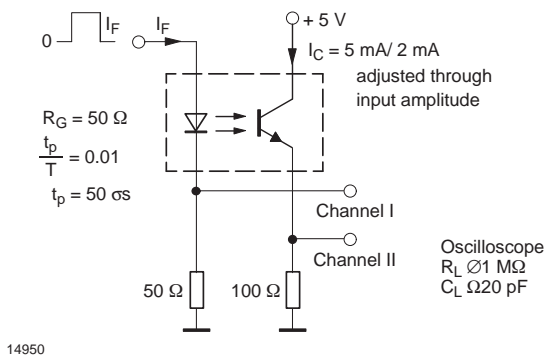 0
I_F
I_F
+ 5 V
I_C = 5 mA/ 2 mA
adjusted through
input amplitude
R_G = 50 Ω
t_p
T
= 0.01
t_p = 50 σs
Channel I
Channel II
50 Ω
100 Ω
Oscilloscope
R_L Ø1 MΩ
C_L Ω20 pF
14950